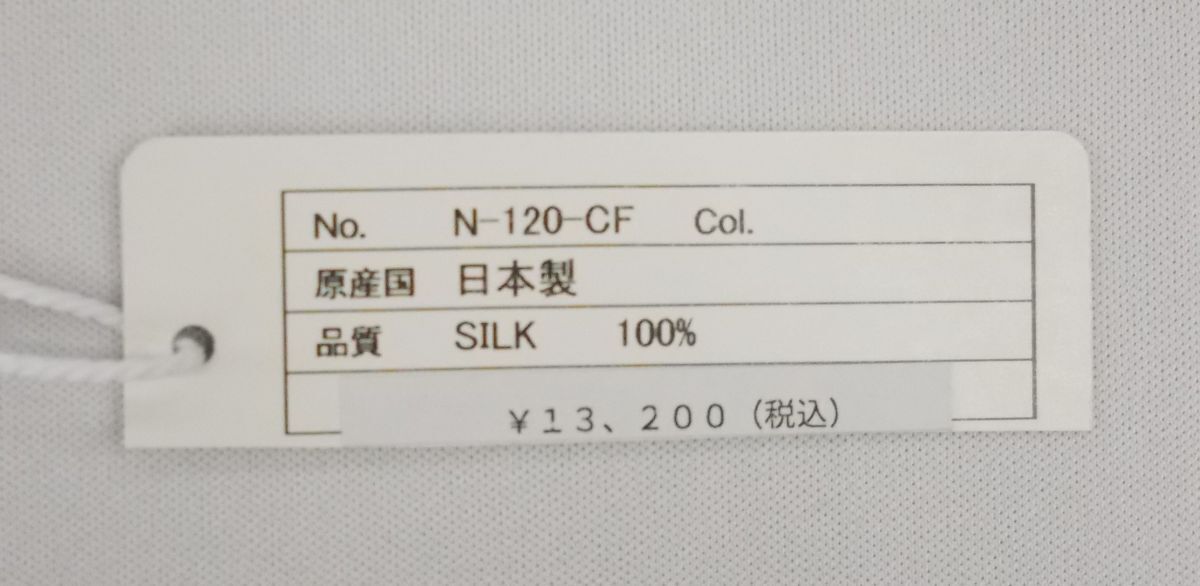 No. N-120-CF Col.
原産国 日本製
品質 SILK 100%
￥１３、２００（税込）